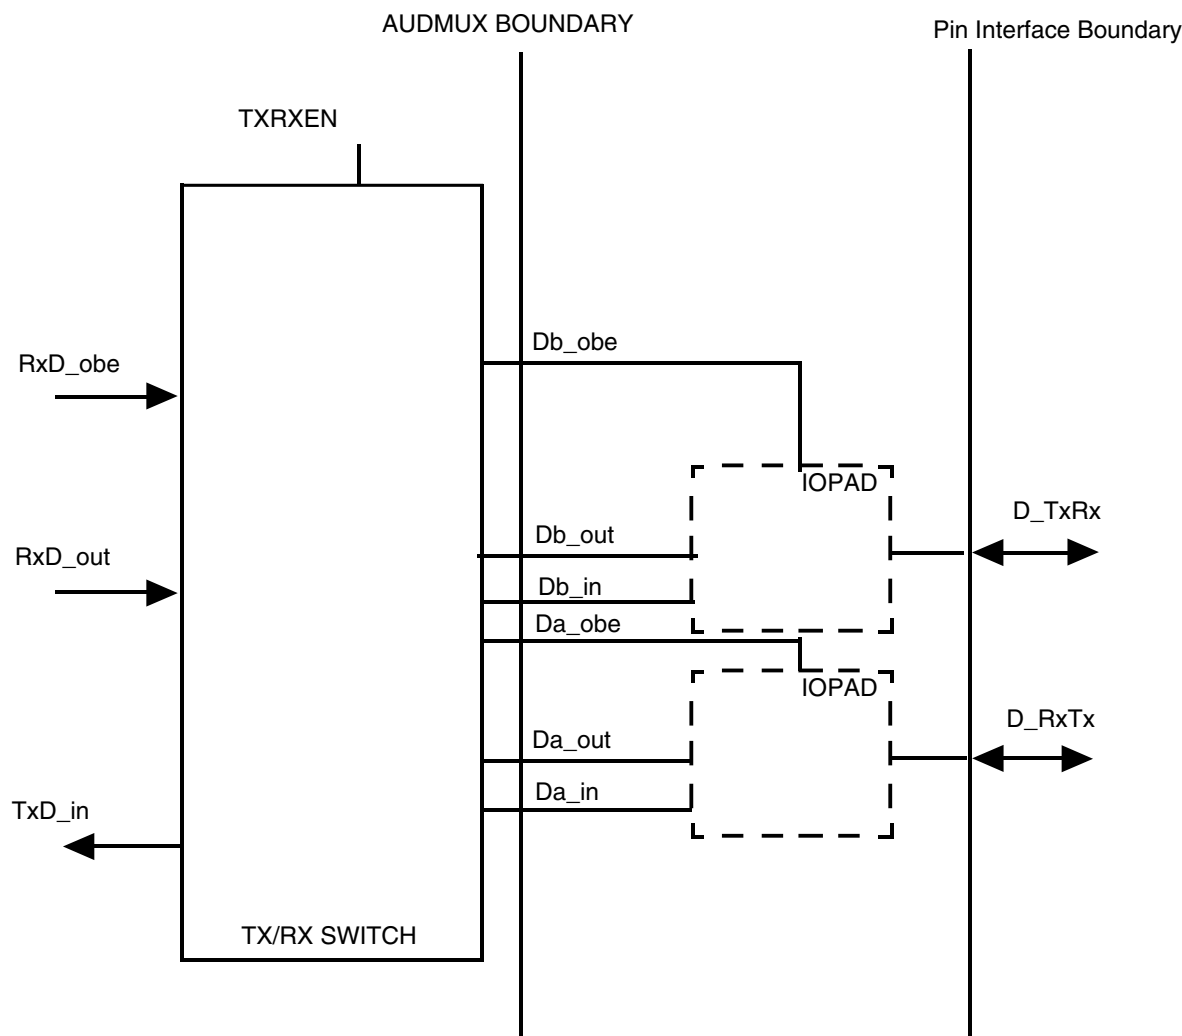 AUDMUX BOUNDARY
Pin Interface Boundary
TXRXEN
Db_obe
RxD_obe
IOPAD
D_TxRx
Db_out
RxD_out
Db_in
Da_obe
IOPAD
D_RxTx
Da_out
Da_in
TxD_in
TX/RX SWITCH